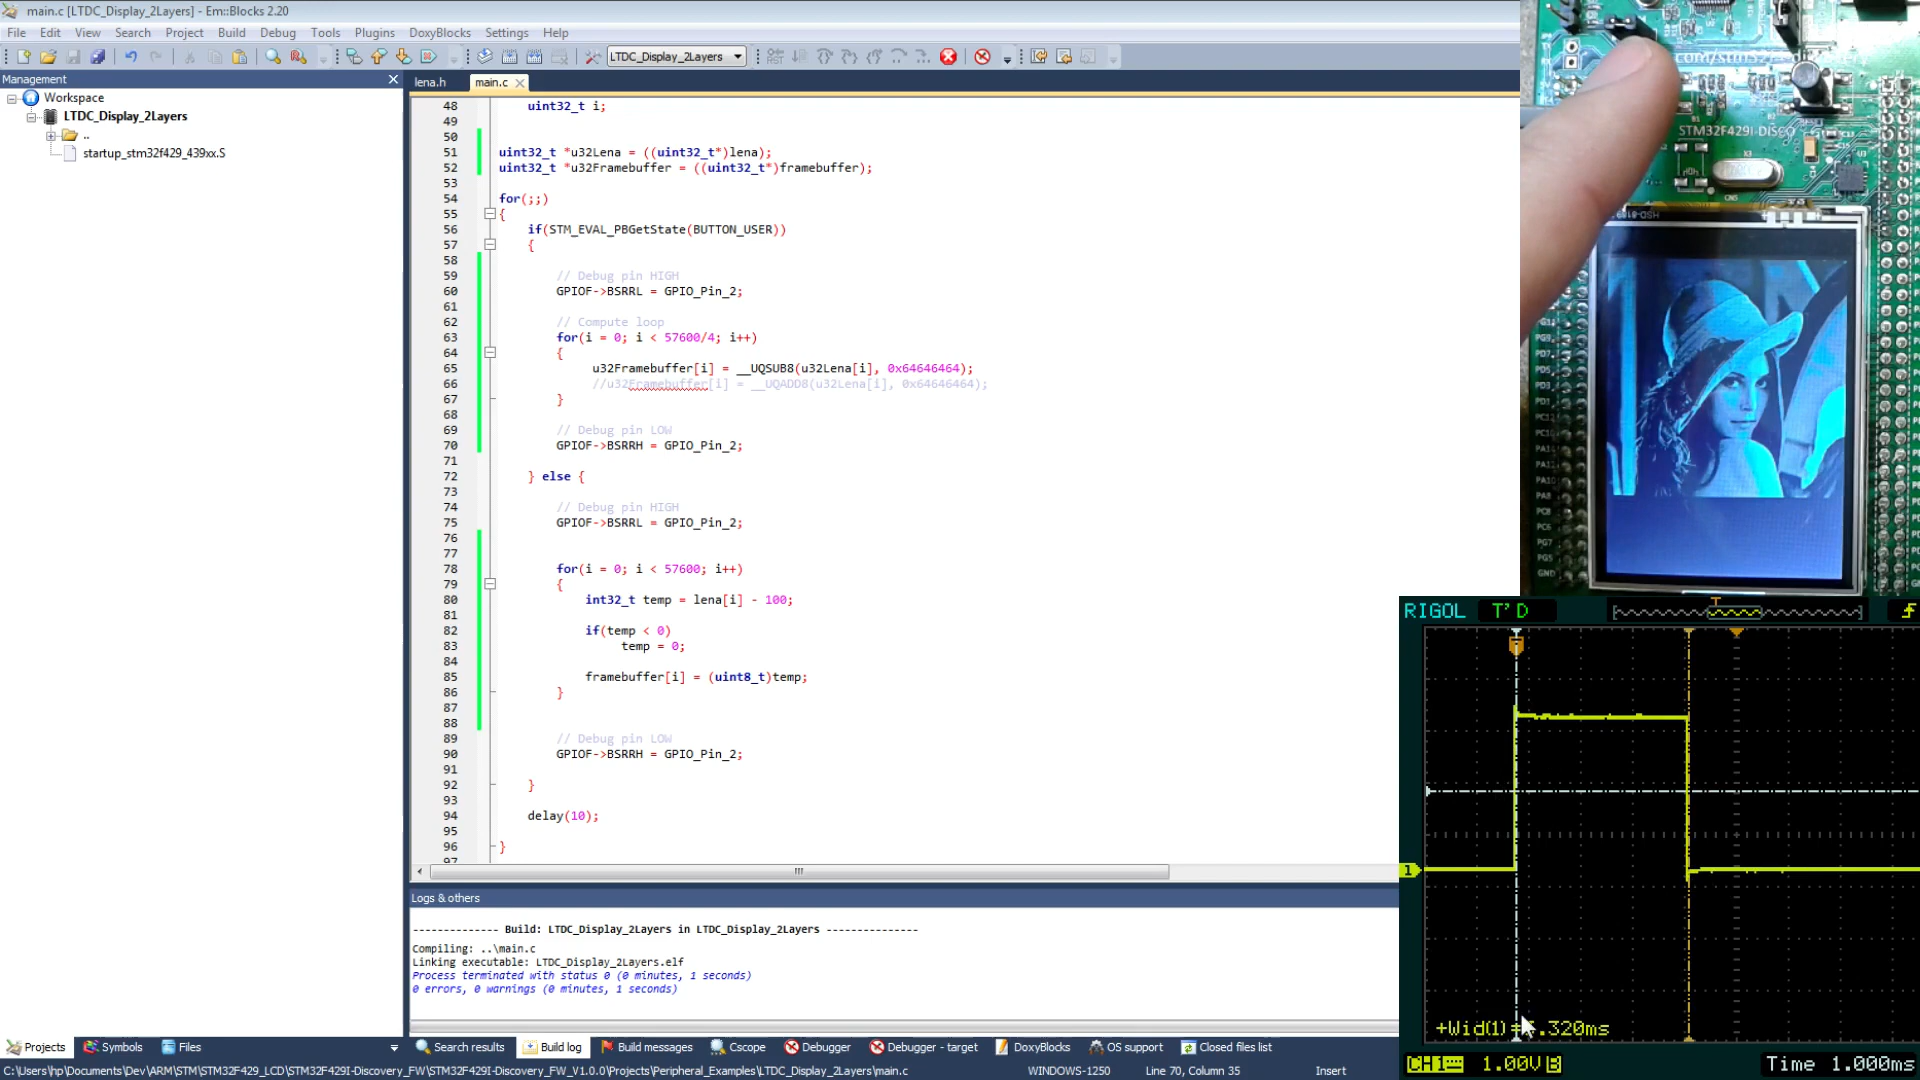 main.c [LTDC_Display_2Layers] - Em::Blocks 2.20
File Edit View Search Project Build Debug Tools Plugins DoxyBlocks Settings Help
LTDC_Display_2Layers
Management
lena.h main.c
Workspace
LTDC_Display_2Layers
..
startup_stm32f429_439xx.S
48 uint32_t i;
49
50
51 uint32_t *u32Lena = ((uint32_t*)lena);
52 uint32_t *u32Framebuffer = ((uint32_t*)framebuffer);
53
54 for(;;)
55 {
56 if(STM_EVAL_PBGetState(BUTTON_USER))
57 {
58
59 // Debug pin HIGH
60 GPIOF->BSRRL = GPIO_Pin_2;
61
62 // Compute loop
63 for(i = 0; i < 57600/4; i++)
64 {
65 u32Framebuffer[i] = __UQSUB8(u32Lena[i], 0x64646464);
66 //u32Framebuffer[i] = __UQADD8(u32Lena[i], 0x64646464);
67 }
68
69 // Debug pin LOW
70 GPIOF->BSRRH = GPIO_Pin_2;
71
72 } else {
73
74 // Debug pin HIGH
75 GPIOF->BSRRL = GPIO_Pin_2;
76
77
78 for(i = 0; i < 57600; i++)
79 {
80 int32_t temp = lena[i] - 100;
81
82 if(temp < 0)
83 temp = 0;
84
85 framebuffer[i] = (uint8_t)temp;
86 }
87
88
89 // Debug pin LOW
90 GPIOF->BSRRH = GPIO_Pin_2;
91
92 }
93
94 delay(10);
95
96 }
97
Logs & others
-------------- Build: LTDC_Display_2Layers in LTDC_Display_2Layers ---------------
Compiling: ..\main.c
Linking executable: LTDC_Display_2Layers.elf
Process terminated with status 0 (0 minutes, 1 seconds)
0 errors, 0 warnings (0 minutes, 1 seconds)
Projects Symbols Files
Search results Build log Build messages Cscope Debugger Debugger - target DoxyBlocks OS support Closed files list
C:\Users\hp\Documents\Dev\ARM\STM\STM32F429_LCD\STM32F429I-Discovery_FW\STM32F429I-Discovery_FW_V1.0.0\Projects\Peripheral_Examples\LTDC_Display_2Layers\main.c WINDOWS-1250 Line 70, Column 35 Insert
STM32F429I-DISCO
RIGOL T'D
1
+Wid(1)= .320ms
CH1 1.00V B Time 1.000ms